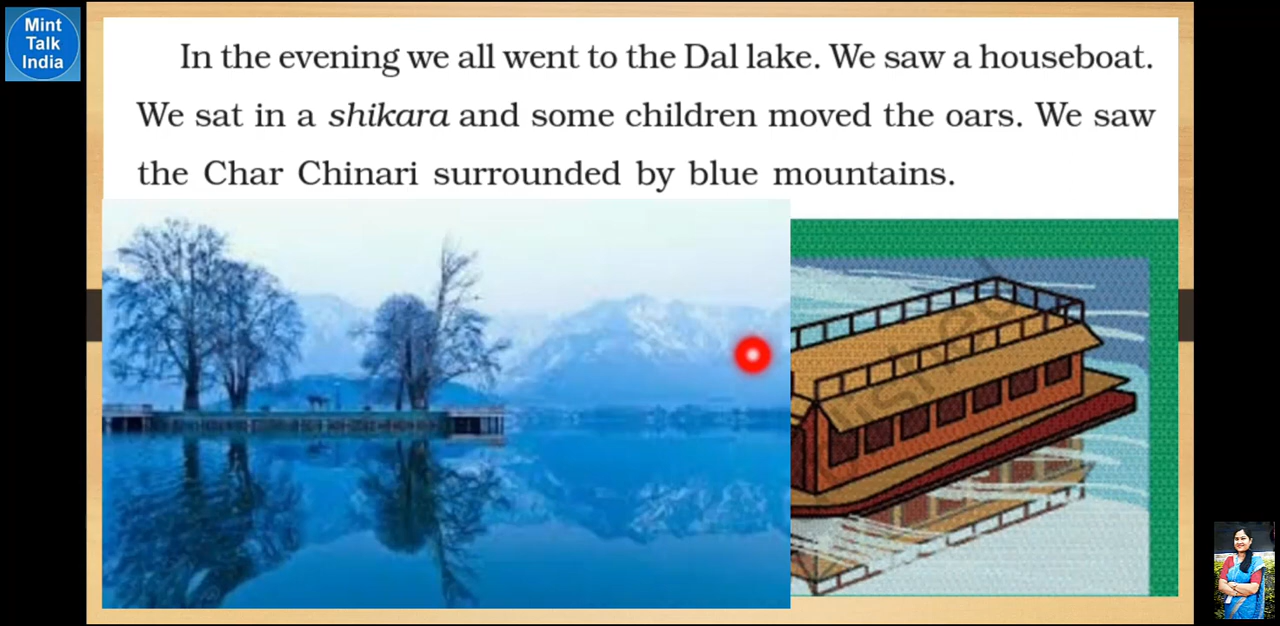 Mint
Talk
India
In the evening we all went to the Dal lake. We saw a houseboat.
We sat in a shikara and some children moved the oars. We saw
the Char Chinari surrounded by blue mountains.